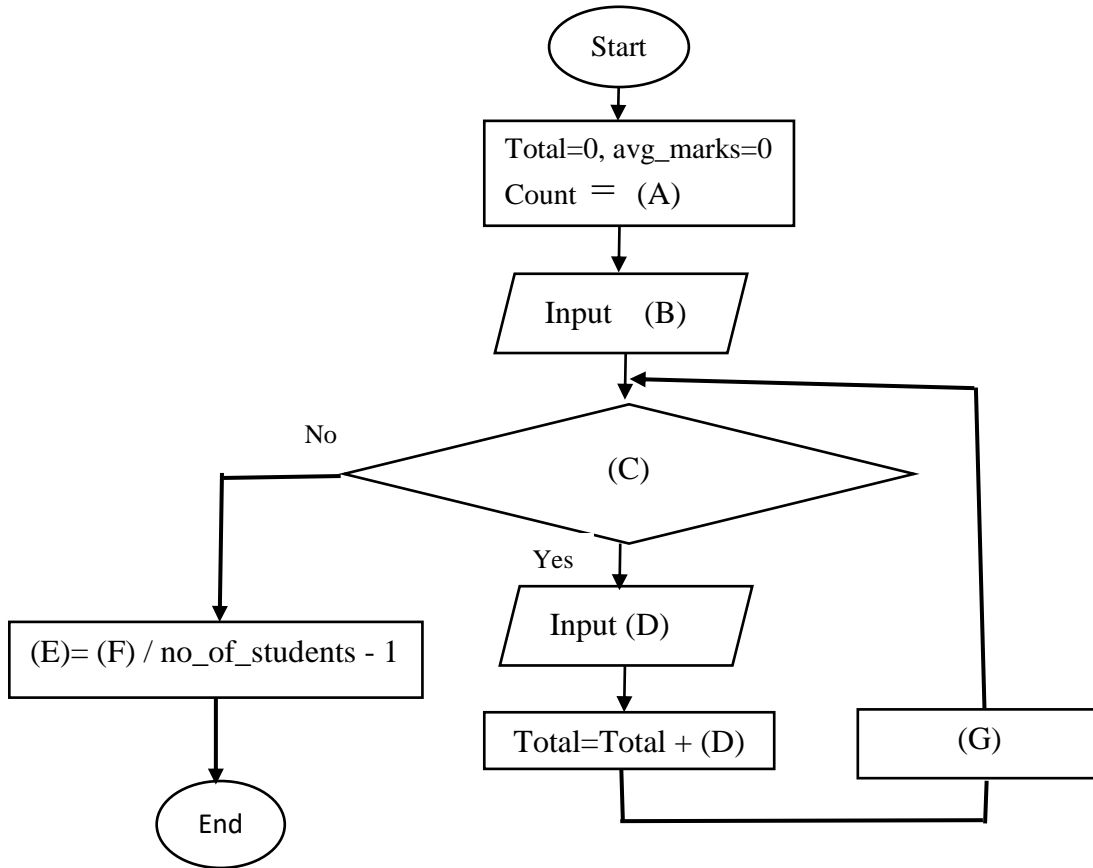 Start
Total=0, avg_marks=0
Count = (A)
Input (B)
No
(C)
Yes
Input (D)
(E)= (F) / no_of_students - 1
Total=Total + (D)
(G)
End